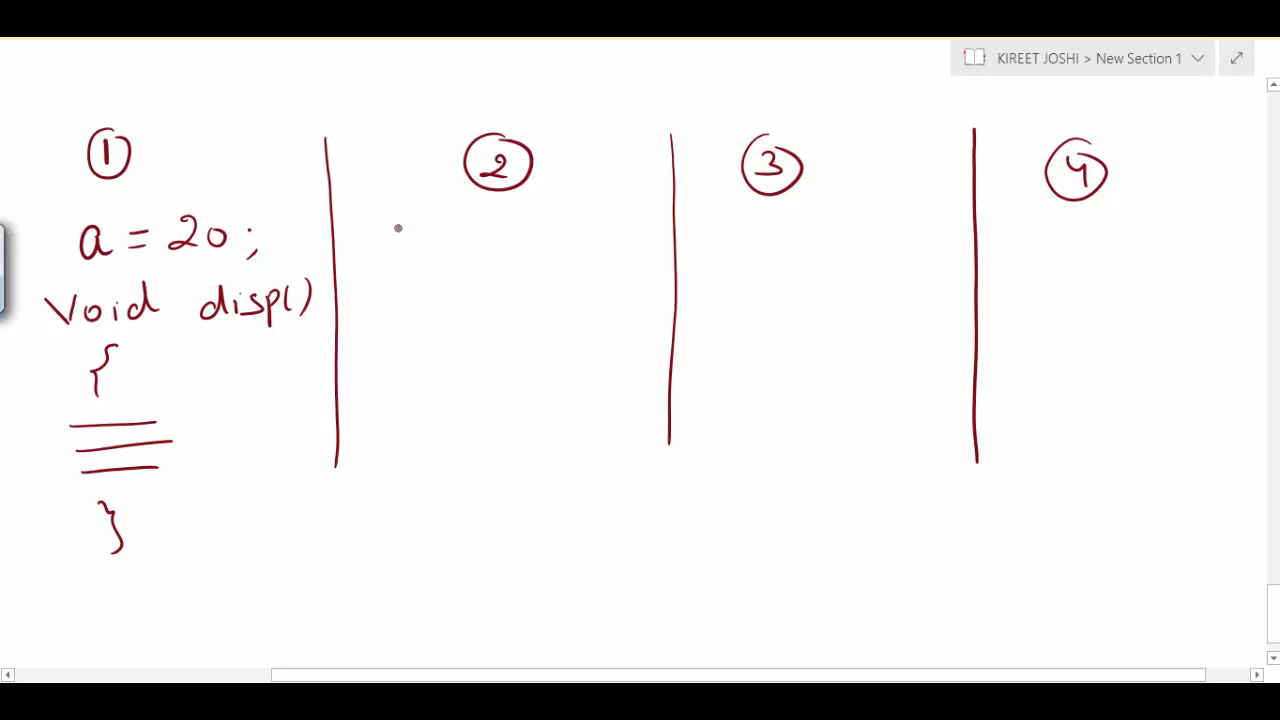 KIREET JOSHI > New Section 1
① ② ③ ④
a = 20 ;
Void disp()
{
}